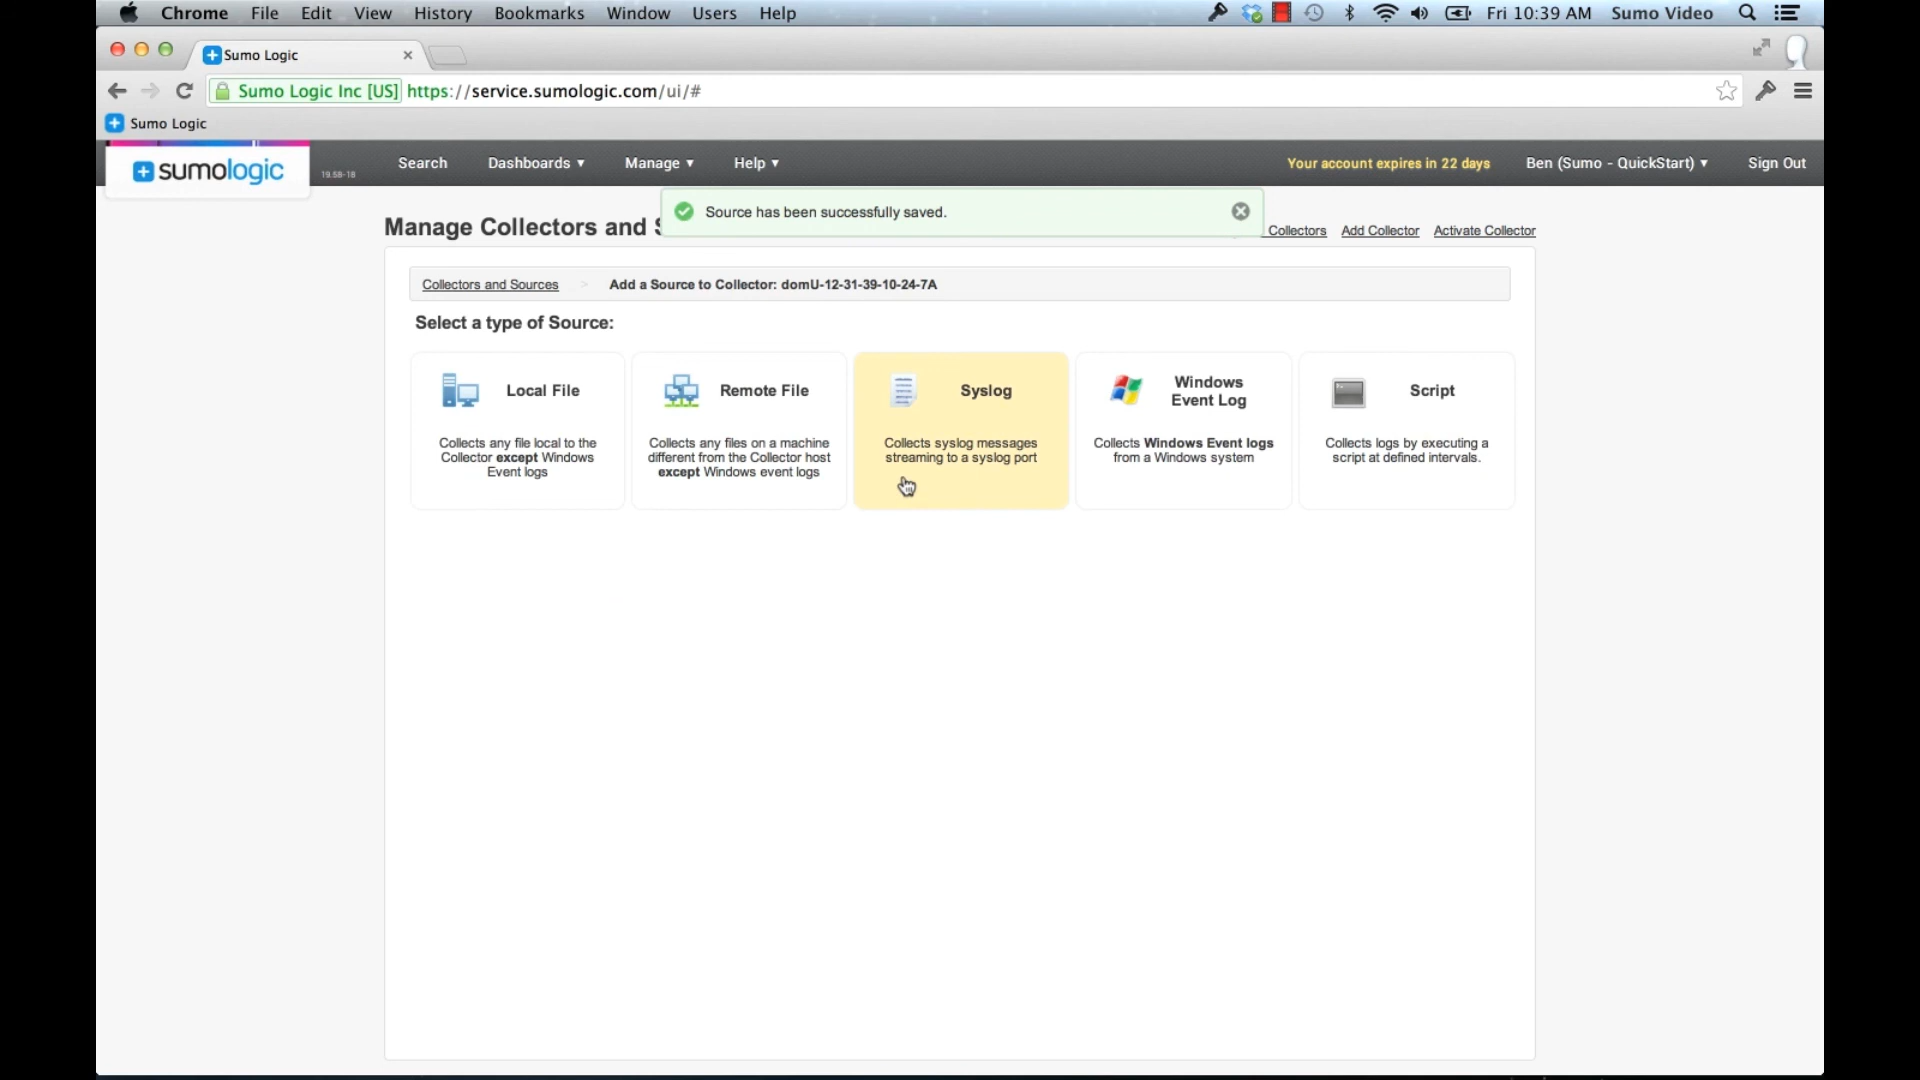 Chrome File Edit View History Bookmarks Window Users Help Fri 10:39 AM Sumo Video
Sumo Logic
Sumo Logic Inc [US] https://service.sumologic.com/ui/#
Sumo Logic
sumologic 19.58-18 Search Dashboards ▾ Manage ▾ Help ▾ Your account expires in 22 days Ben (Sumo - QuickStart) ▾ Sign Out
Source has been successfully saved.
Manage Collectors and Collectors Add Collector Activate Collector
Collectors and Sources > Add a Source to Collector: domU-12-31-39-10-24-7A
Select a type of Source:
Local File
Collects any file local to the
Collector except Windows
Event logs
Remote File
Collects any files on a machine
different from the Collector host
except Windows event logs
Syslog
Collects syslog messages
streaming to a syslog port
Windows
Event Log
Collects Windows Event logs
from a Windows system
Script
Collects logs by executing a
script at defined intervals.